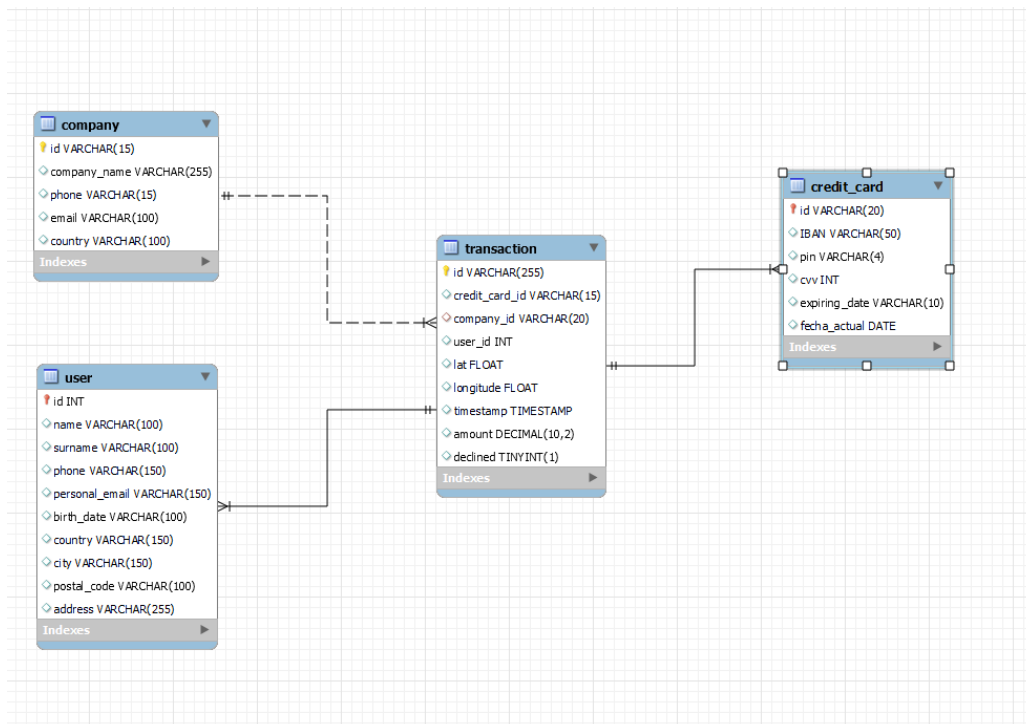 company
id VARCHAR(15)
company_name VARCHAR(255)
phone VARCHAR(15)
email VARCHAR(100)
country VARCHAR(100)
Indexes
user
id INT
name VARCHAR(100)
surname VARCHAR(100)
phone VARCHAR(150)
personal_email VARCHAR(150)
birth_date VARCHAR(100)
country VARCHAR(150)
city VARCHAR(150)
postal_code VARCHAR(100)
address VARCHAR(255)
Indexes
transaction
id VARCHAR(255)
credit_card_id VARCHAR(15)
company_id VARCHAR(20)
user_id INT
lat FLOAT
longitude FLOAT
timestamp TIMESTAMP
amount DECIMAL(10,2)
declined TINYINT(1)
Indexes
credit_card
id VARCHAR(20)
IBAN VARCHAR(50)
pin VARCHAR(4)
cvv INT
expiring_date VARCHAR(10)
fecha_actual DATE
Indexes